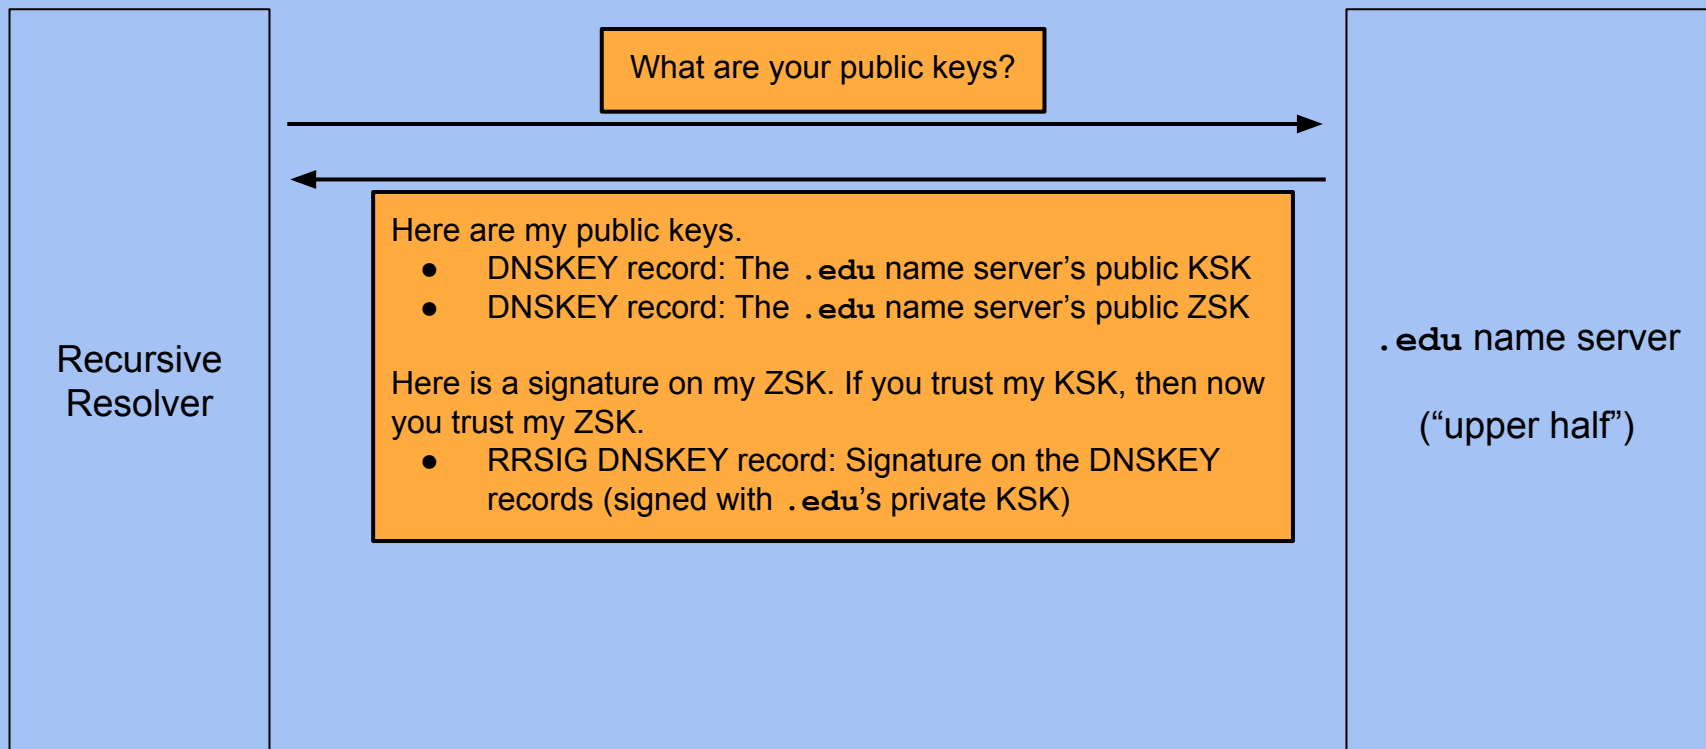 What are your public keys?
Here are my public keys.
● DNSKEY record: The .edu name server’s public KSK
● DNSKEY record: The .edu name server’s public ZSK
Here is a signature on my ZSK. If you trust my KSK, then now
you trust my ZSK.
● RRSIG DNSKEY record: Signature on the DNSKEY
records (signed with .edu’s private KSK)
Recursive
Resolver
.edu name server
(“upper half”)